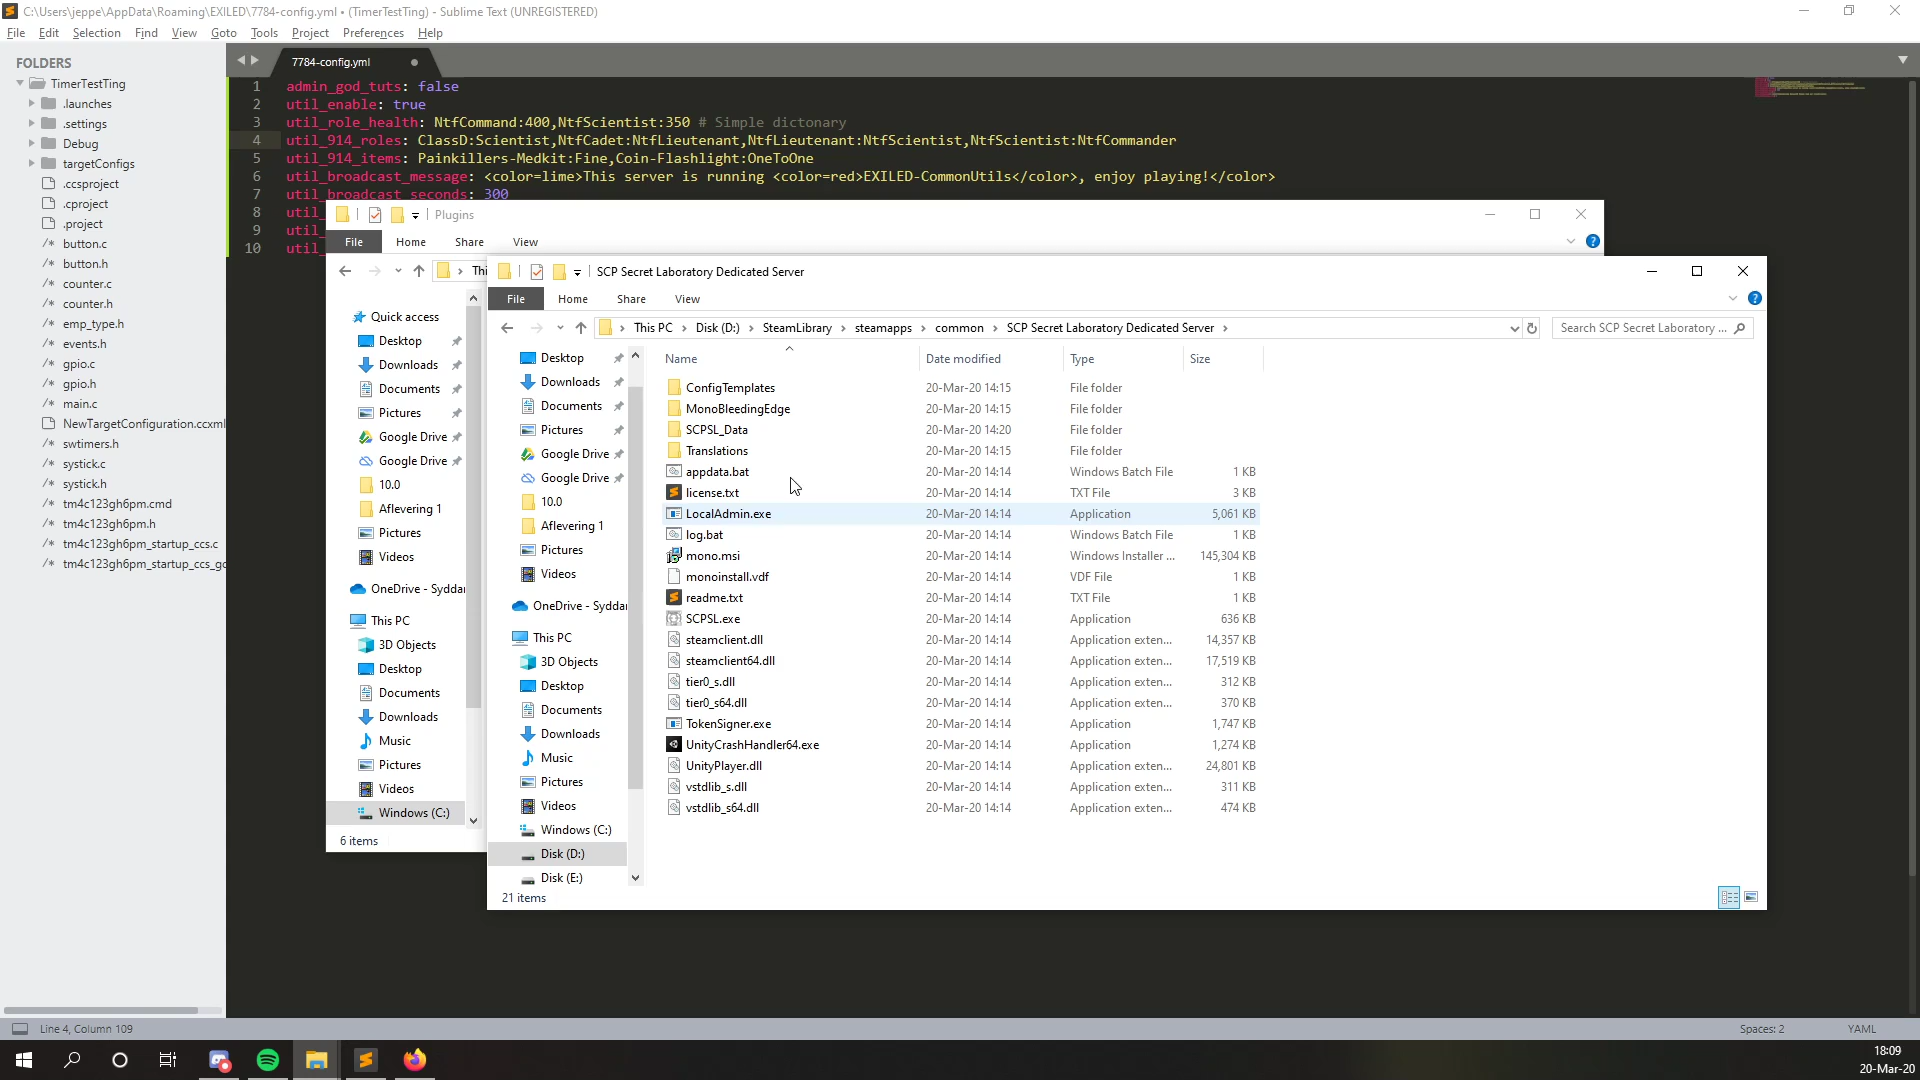 C:\Users\jeppe\AppData\Roaming\EXILED\7784-config.yml • (TimerTestTing) - Sublime Text (UNREGISTERED)
File Edit Selection Find View Goto Tools Project Preferences Help
FOLDERS
TimerTestTing
.launches
.settings
Debug
targetConfigs
.ccsproject
.cproject
.project
button.c
button.h
counter.c
counter.h
emp_type.h
events.h
gpio.c
gpio.h
main.c
NewTargetConfiguration.ccxml
swtimers.h
systick.c
systick.h
tm4c123gh6pm.cmd
tm4c123gh6pm.h
tm4c123gh6pm_startup_ccs.c
tm4c123gh6pm_startup_ccs_gc
7784-config.yml
1 admin_god_tuts: false
2 util_enable: true
3 util_role_health: NtfCommand:400,NtfScientist:350 # Simple dictonary
4 util_914_roles: ClassD:Scientist,NtfCadet:NtfLieutenant,NtfLieutenant:NtfScientist,NtfScientist:NtfCommander
5 util_914_items: Painkillers-Medkit:Fine,Coin-Flashlight:OneToOne
6 util_broadcast_message: <color=lime>This server is running <color=red>EXILED-CommonUtils</color>, enjoy playing!</color>
7 util_broadcast_seconds: 300
8 util_
9 util_
10 util_
Plugins
File Home Share View
Thi
Quick access
Desktop
Downloads
Documents
Pictures
Google Drive
Google Drive
10.0
Aflevering 1
Pictures
Videos
OneDrive - Syddar
This PC
3D Objects
Desktop
Documents
Downloads
Music
Pictures
Videos
Windows (C:)
6 items
SCP Secret Laboratory Dedicated Server
File Home Share View
This PC Disk (D:) SteamLibrary steamapps common SCP Secret Laboratory Dedicated Server
Search SCP Secret Laboratory ...
Desktop
Downloads
Documents
Pictures
Google Drive
Google Drive
10.0
Aflevering 1
Pictures
Videos
OneDrive - Syddar
This PC
3D Objects
Desktop
Documents
Downloads
Music
Pictures
Videos
Windows (C:)
Disk (D:)
Disk (E:)
Name Date modified Type Size
ConfigTemplates 20-Mar-20 14:15 File folder
MonoBleedingEdge 20-Mar-20 14:15 File folder
SCPSL_Data 20-Mar-20 14:20 File folder
Translations 20-Mar-20 14:15 File folder
appdata.bat 20-Mar-20 14:14 Windows Batch File 1 KB
license.txt 20-Mar-20 14:14 TXT File 3 KB
LocalAdmin.exe 20-Mar-20 14:14 Application 5,061 KB
log.bat 20-Mar-20 14:14 Windows Batch File 1 KB
mono.msi 20-Mar-20 14:14 Windows Installer ... 145,304 KB
monoinstall.vdf 20-Mar-20 14:14 VDF File 1 KB
readme.txt 20-Mar-20 14:14 TXT File 1 KB
SCPSL.exe 20-Mar-20 14:14 Application 636 KB
steamclient.dll 20-Mar-20 14:14 Application exten... 14,357 KB
steamclient64.dll 20-Mar-20 14:14 Application exten... 17,519 KB
tier0_s.dll 20-Mar-20 14:14 Application exten... 312 KB
tier0_s64.dll 20-Mar-20 14:14 Application exten... 370 KB
TokenSigner.exe 20-Mar-20 14:14 Application 1,747 KB
UnityCrashHandler64.exe 20-Mar-20 14:14 Application 1,274 KB
UnityPlayer.dll 20-Mar-20 14:14 Application exten... 24,801 KB
vstdlib_s.dll 20-Mar-20 14:14 Application exten... 311 KB
vstdlib_s64.dll 20-Mar-20 14:14 Application exten... 474 KB
21 items
Line 4, Column 109
Spaces: 2
YAML
18:09
20-Mar-20